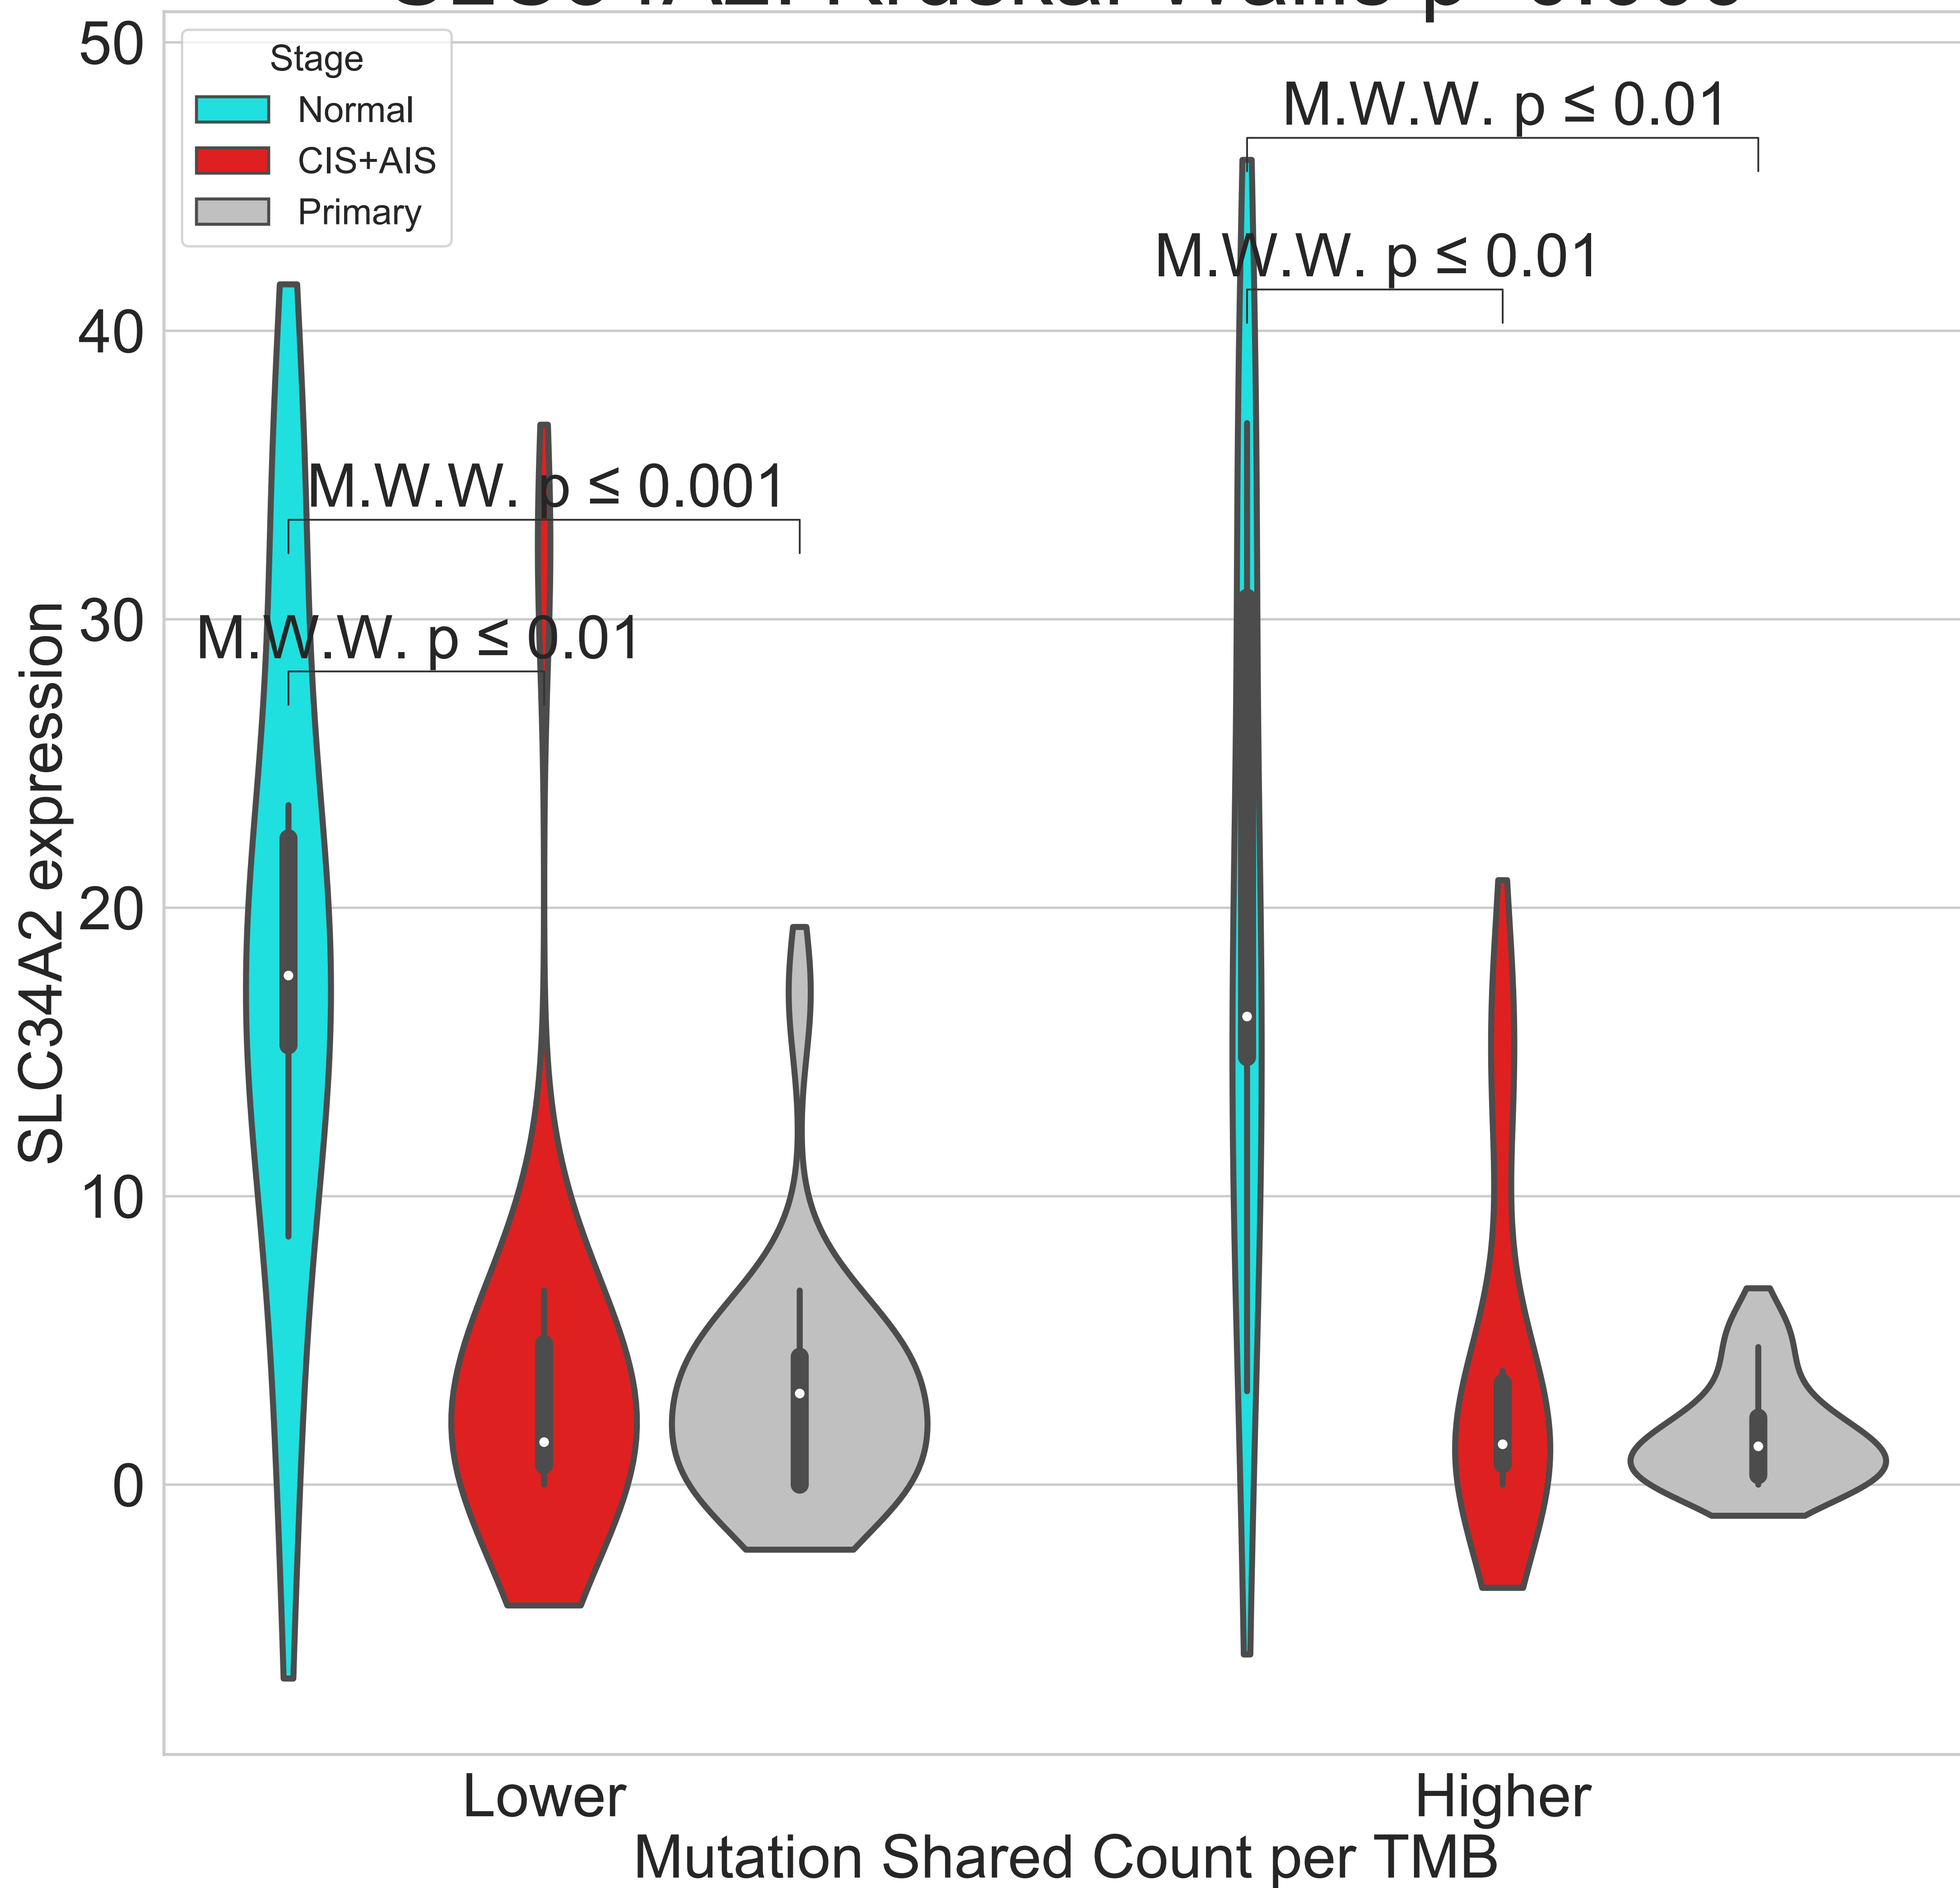 50
Stage
Normal
CIS+AIS
Primary
M.W.W. p ≤ 0.01
M.W.W. p ≤ 0.01
40
M.W.W. p ≤ 0.001
M.W.W. p ≤ 0.01
30
20
10
0
SLC34A2 expression
Lower
Higher
Mutation Shared Count per TMB